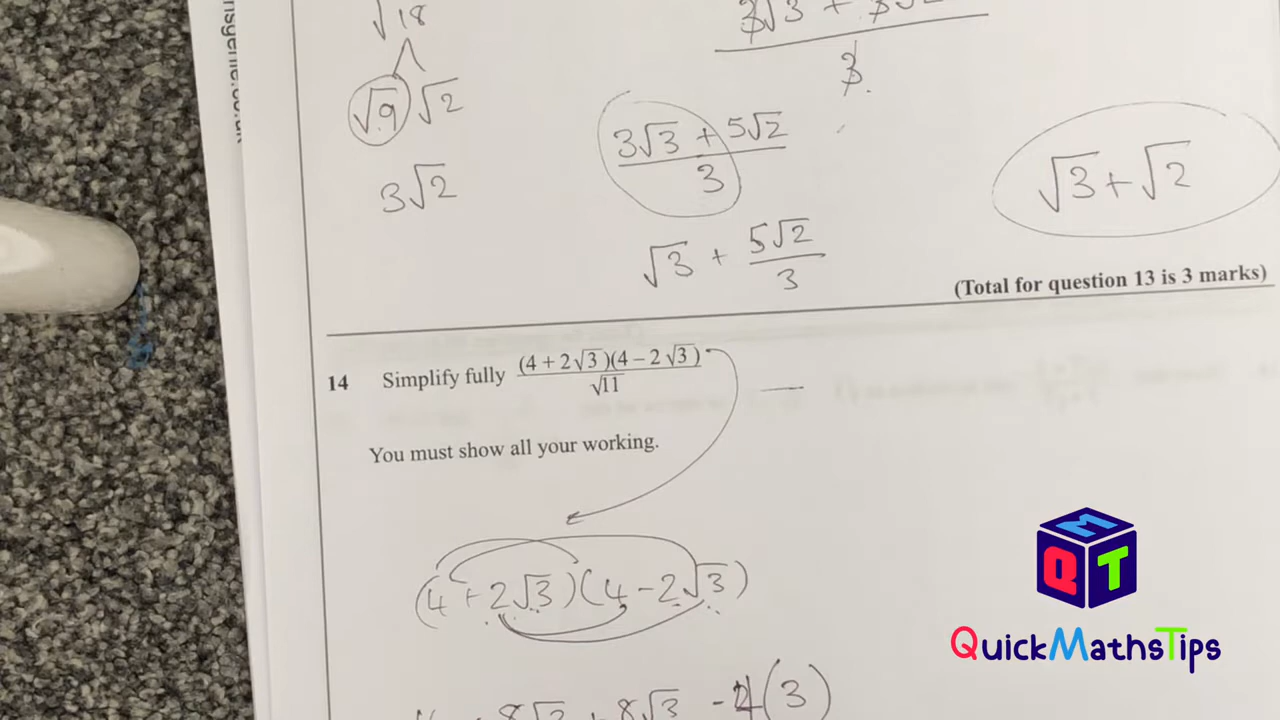 √18
√9 √2
3√2
3√3 + 5√2
3
3√3 + 5√2
3
√3 + 5√2
3
√3 + √2
(Total for question 13 is 3 marks)
14 Simplify fully (4 + 2√3)(4 − 2√3)
√11
You must show all your working.
(4 + 2√3)(4 − 2√3)
+ 8√3 − 4(3)
QMT
QuickMathsTips